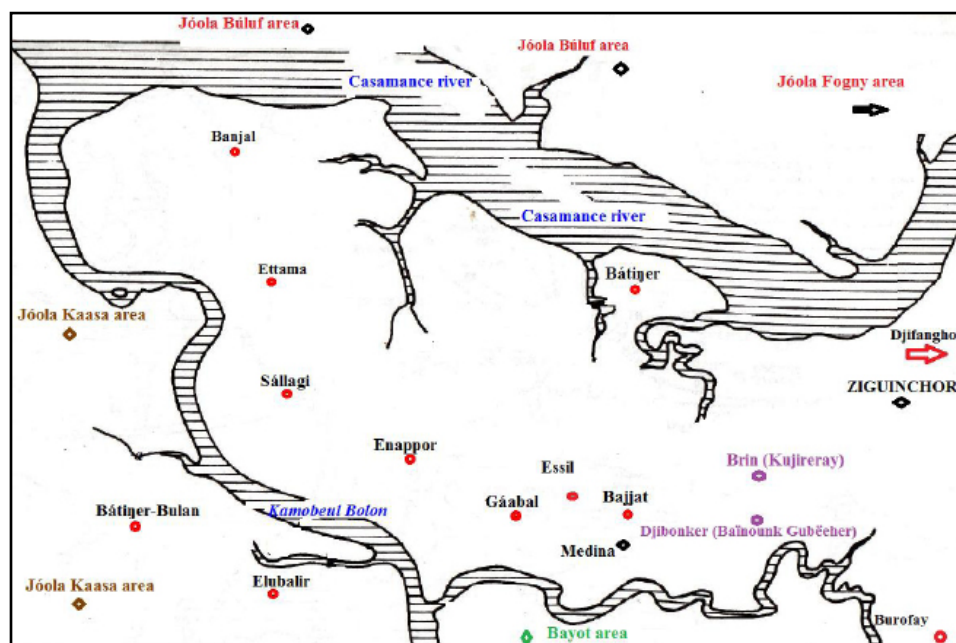 Jóola Búluf area
Jóola Búluf area
Casamance river
Jóola Fogny area
Banjal
Casamance river
Ettama
Bátiŋer
Jóola Kaasa area
Djifangho
Sállagi
ZIGUINCHOR
Enappor
Brin (Kujireray)
Essil
Gáabal
Bajjat
Kamobeul Bolon
Bátiŋer-Bulan
Djibonker (Baïnounk Gubëeher)
Medina
Jóola Kaasa area
Elubalir
Burofay
Bayot area